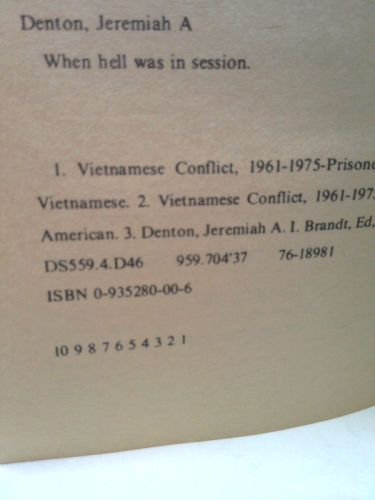 Denton, Jeremiah A
When hell was in session.
1. Vietnamese Conflict, 1961-1975-Prisone
Vietnamese. 2. Vietnamese Conflict, 1961-197
American. 3. Denton, Jeremiah A. I. Brandt, Ed,
DS559.4.D46 959.704'37 76-18981
ISBN 0-935280-00-6
10 9 8 7 6 5 4 3 2 1